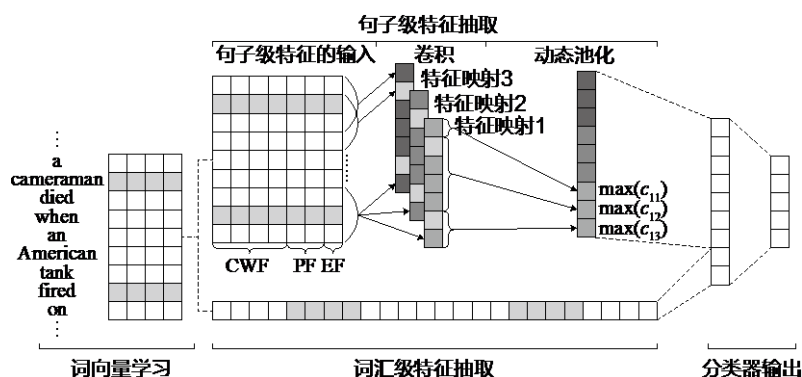 句子级特征抽取
句子级特征的输入
卷积
动态池化
特征映射3
特征映射2
特征映射1
⋮
a
cameraman
died
when
an
American
tank
fired
on
⋮
max(c₁₁)
max(c₁₂)
max(c₁₃)
CWF PF EF
词向量学习
词汇级特征抽取
分类器输出